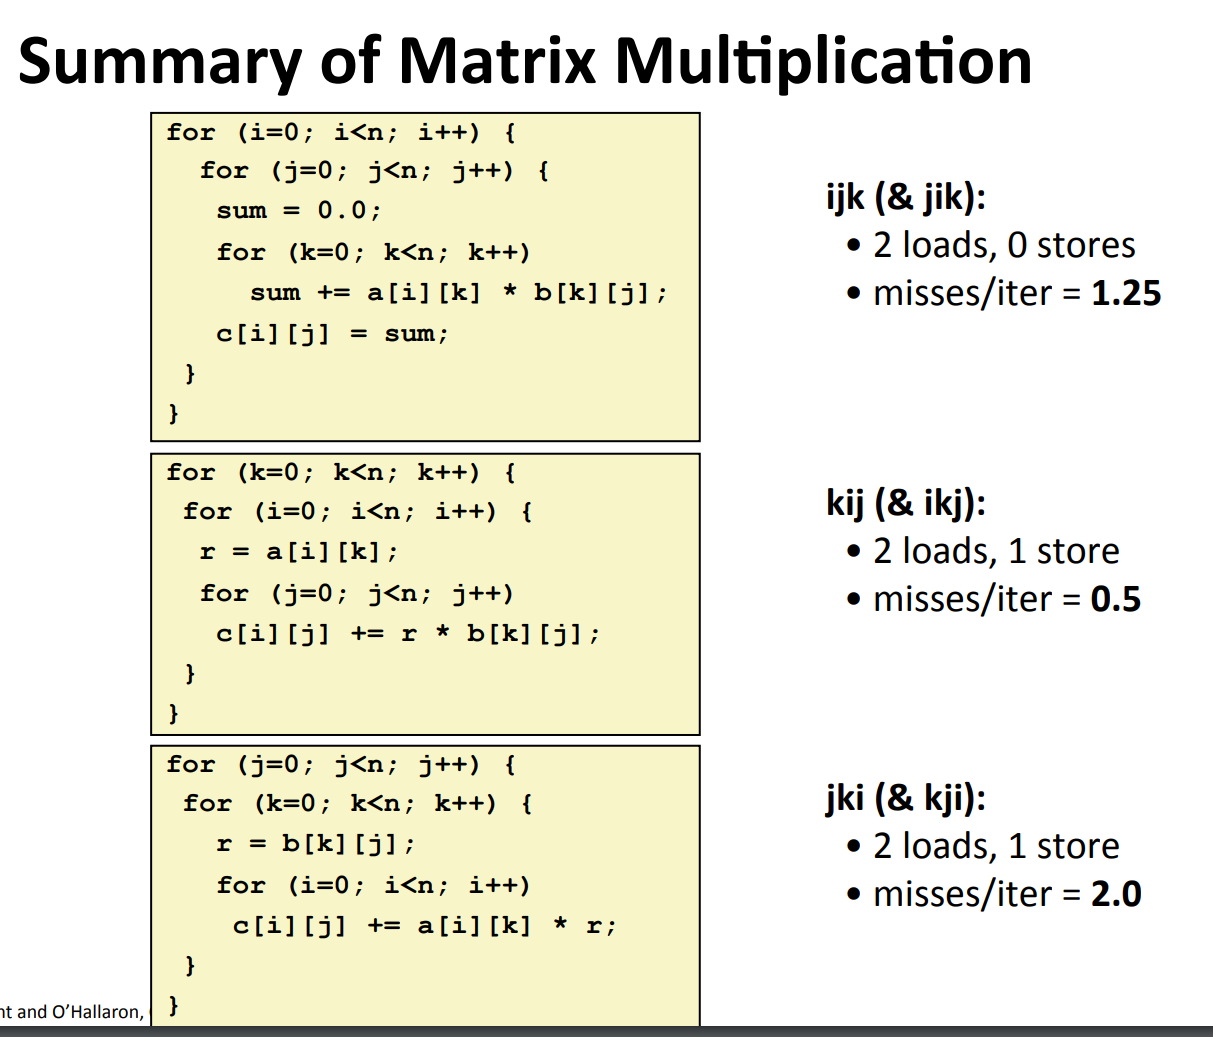 Summary of Matrix Multiplication
for (i=0; i<n; i++) {
for (j=0; j<n; j++) {
sum = 0.0;
for (k=0; k<n; k++)
sum += a[i][k] * b[k][j];
c[i][j] = sum;
}
}
ijk (& jik):
• 2 loads, 0 stores
• misses/iter = 1.25
for (k=0; k<n; k++) {
for (i=0; i<n; i++) {
r = a[i][k];
for (j=0; j<n; j++)
c[i][j] += r * b[k][j];
}
}
kij (& ikj):
• 2 loads, 1 store
• misses/iter = 0.5
for (j=0; j<n; j++) {
for (k=0; k<n; k++) {
r = b[k][j];
for (i=0; i<n; i++)
c[i][j] += a[i][k] * r;
}
}
jki (& kji):
• 2 loads, 1 store
• misses/iter = 2.0
and O'Hallaron,